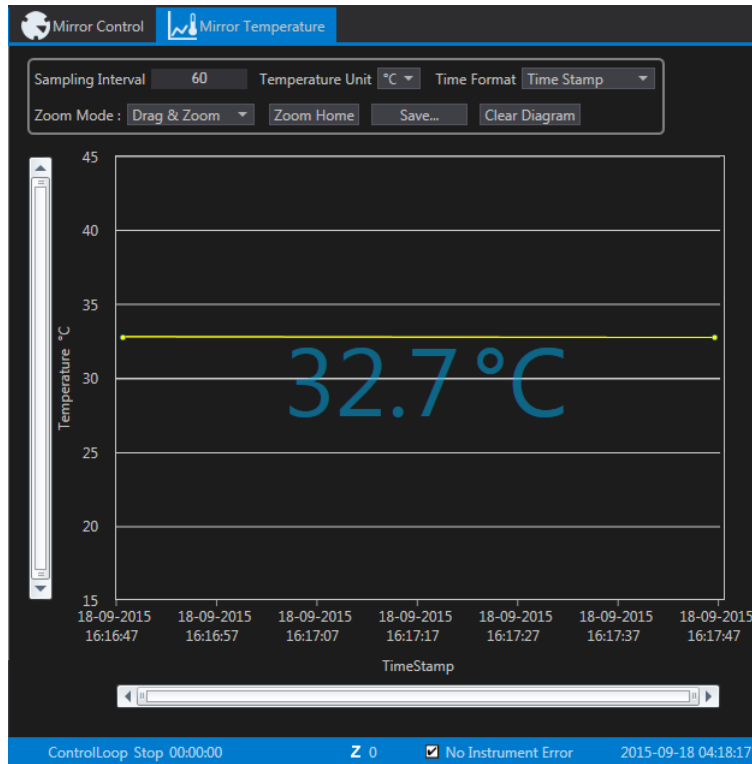 Mirror Control Mirror Temperature
Sampling Interval 60 Temperature Unit °C Time Format Time Stamp
Zoom Mode : Drag & Zoom Zoom Home Save... Clear Diagram
45
40
35
32.7°C
30
25
20
15
Temperature °C
18-09-2015 18-09-2015 18-09-2015 18-09-2015 18-09-2015 18-09-2015 18-09-2015
16:16:47 16:16:57 16:17:07 16:17:17 16:17:27 16:17:37 16:17:47
TimeStamp
ControlLoop Stop 00:00:00 Z 0 No Instrument Error 2015-09-18 04:18:17